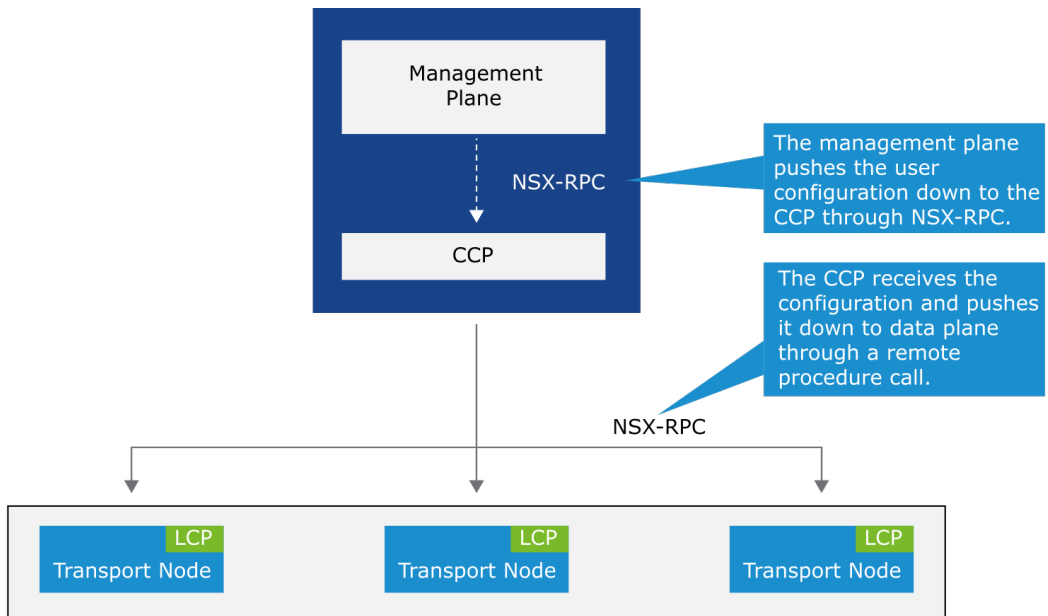 Management
Plane
NSX-RPC
CCP
The management plane
pushes the user
configuration down to the
CCP through NSX-RPC.
The CCP receives the
configuration and pushes
it down to data plane
through a remote
procedure call.
NSX-RPC
LCP
Transport Node
LCP
Transport Node
LCP
Transport Node